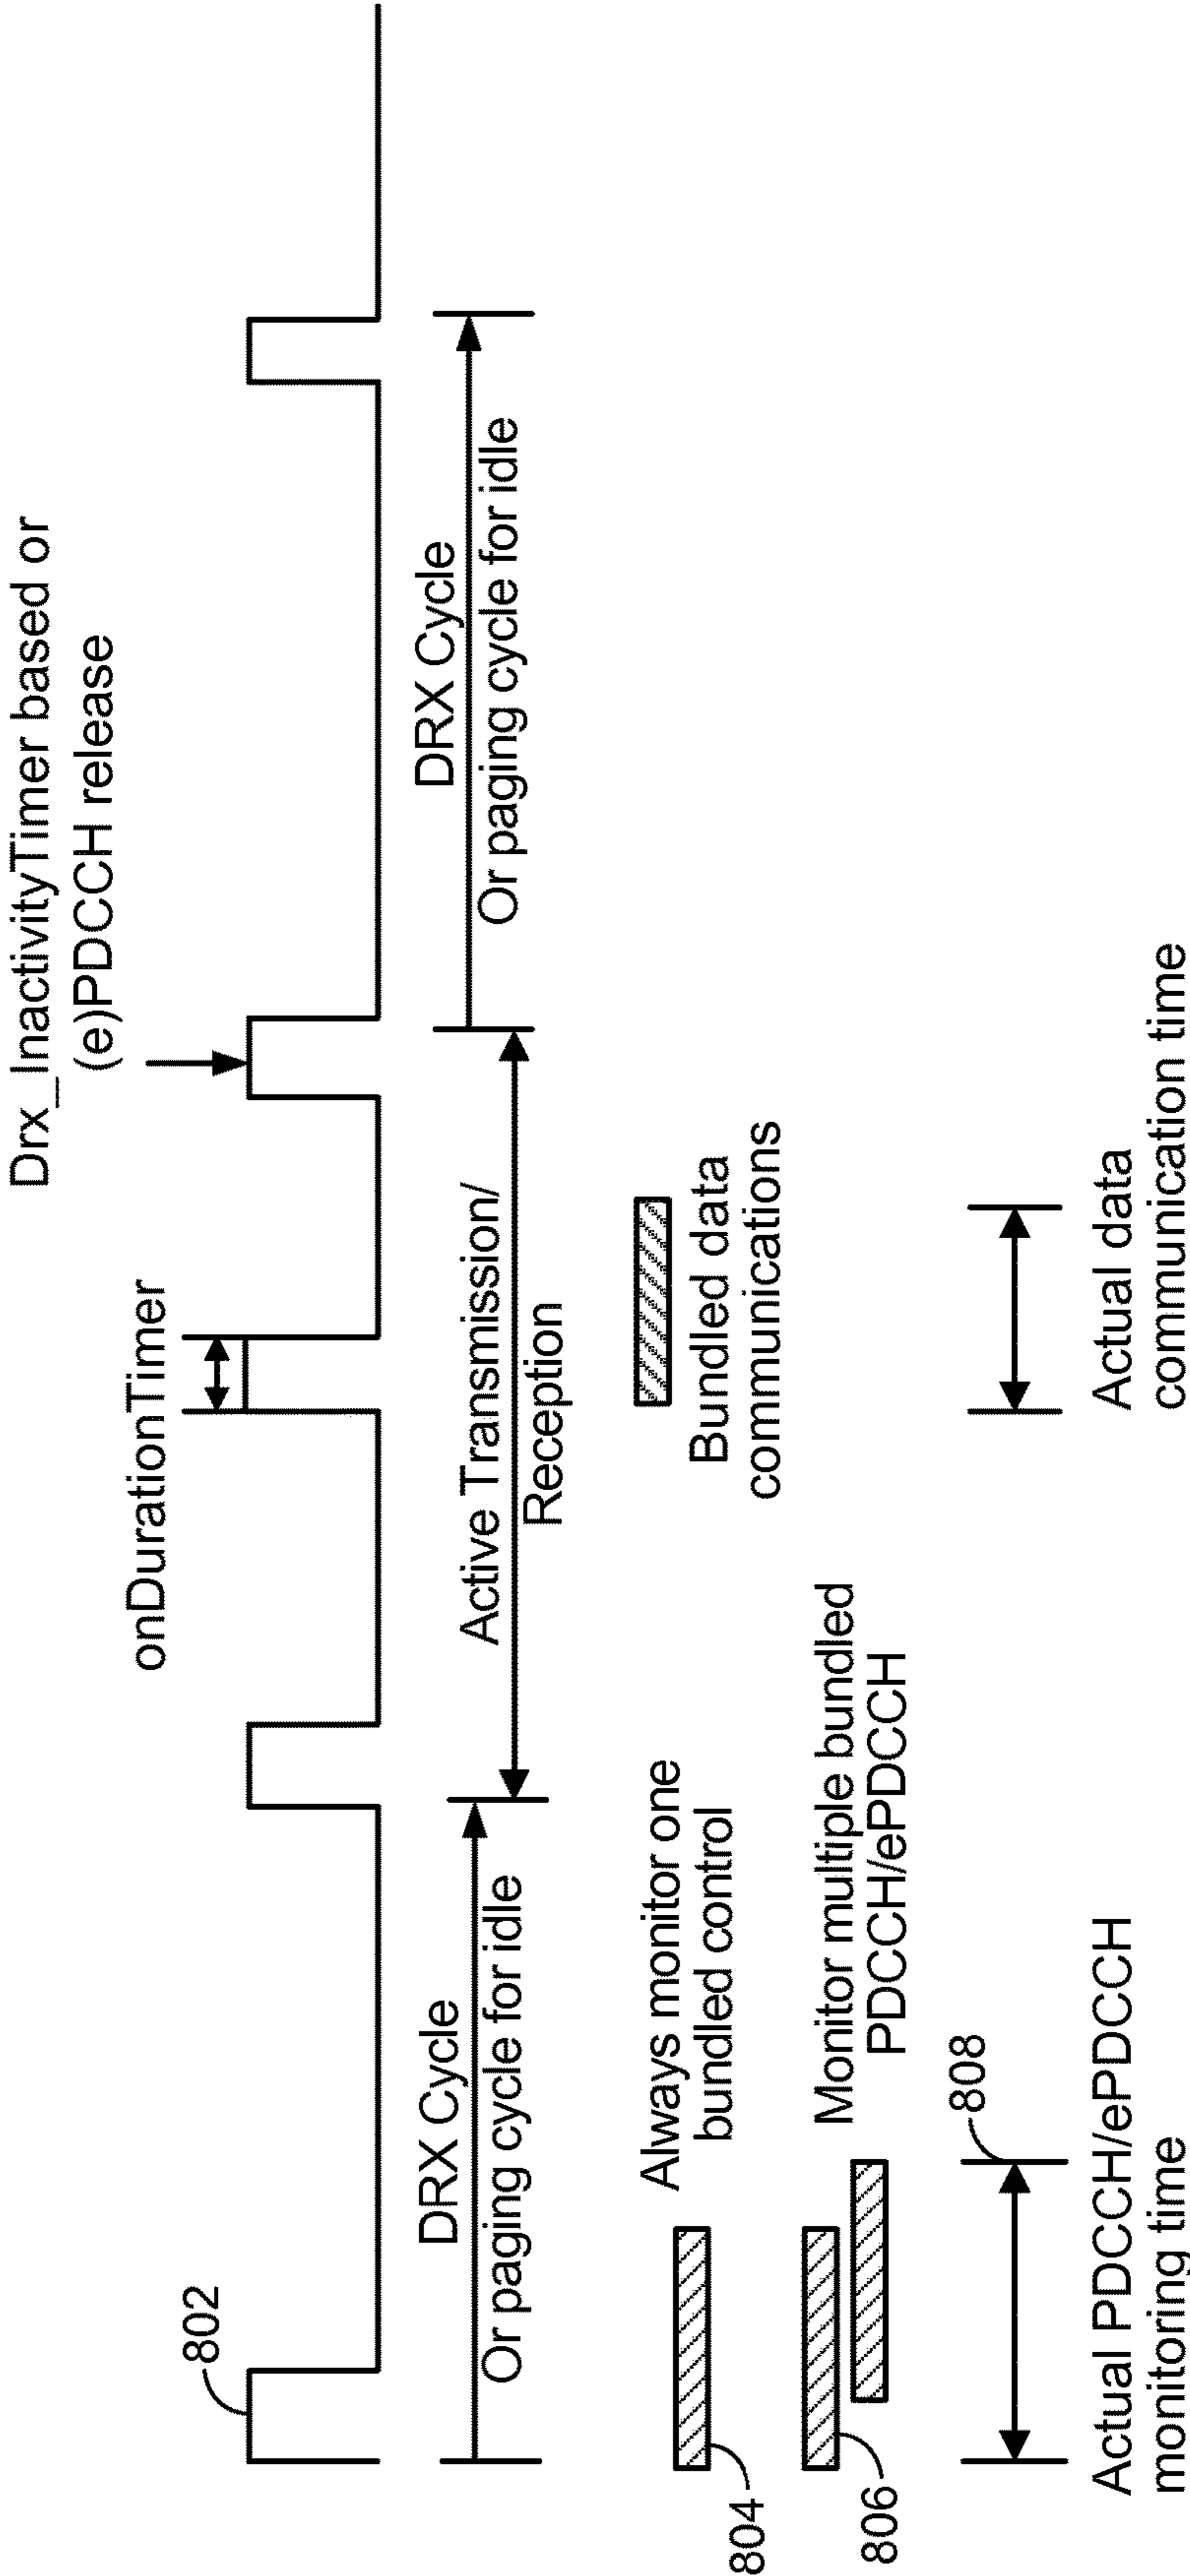 Drx_InactivityTimer based or
(e)PDCCH release
onDurationTimer
802
DRX Cycle
Or paging cycle for idle
Active Transmission/
Reception
DRX Cycle
Or paging cycle for idle
804
Always monitor one
bundled control
Bundled data
communications
806
Monitor multiple bundled
PDCCH/ePDCCH
808
Actual PDCCH/ePDCCH
monitoring time
Actual data
communication time